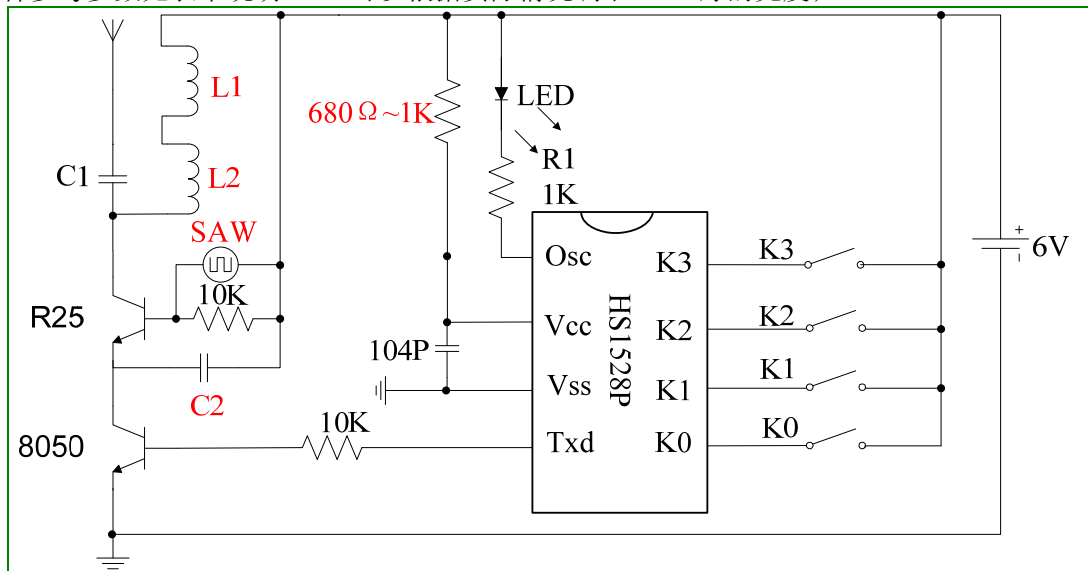 L1
LED
680Ω~1K
R1
C1
L2
1K
SAW
Osc
K3
K3
+
6V
10K
R25
HS1528P
Vcc
K2
K2
104P
Vss
K1
K1
C2
10K
Txd
K0
K0
8050